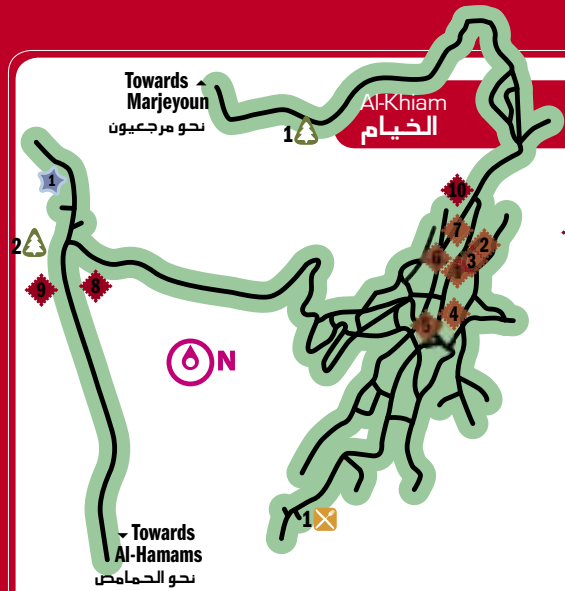 Towards
Marjeyoun
نحو مرجعيون
Al-Khiam
الخيام
1
1
2
10
7
2
6
3
1
9
8
4
5
N
1
Towards
Al-Hamams
نحو الحمامص